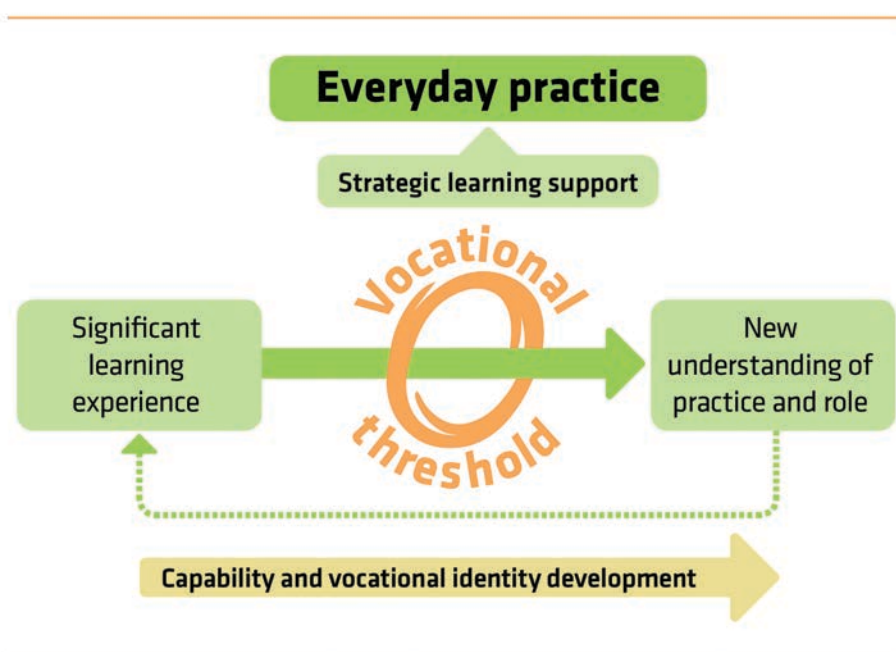 Everyday practice
Strategic learning support
Vocational
threshold
Significant
learning
experience
New
understanding of
practice and role
Capability and vocational identity development